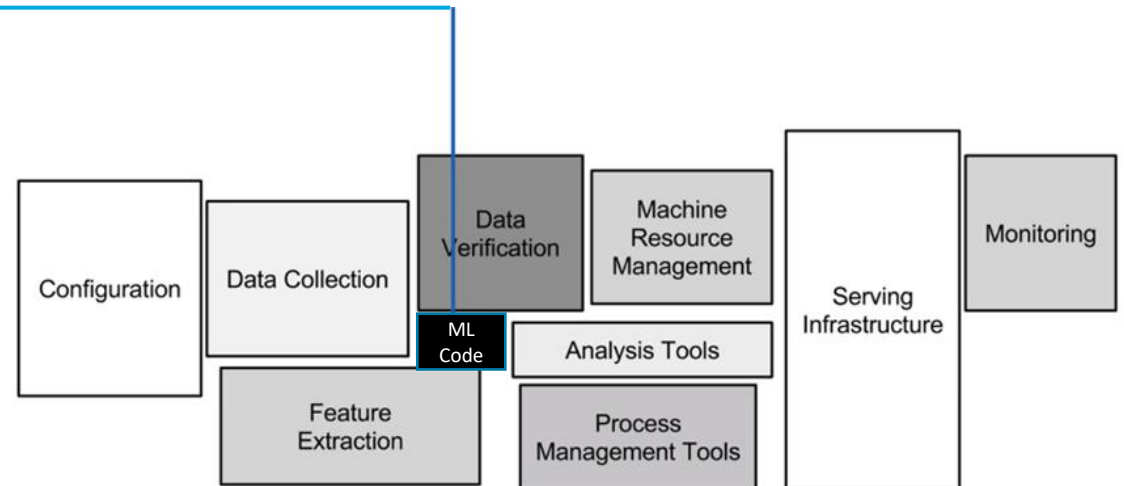 Configuration
Data Collection
Data
Verification
Machine
Resource
Management
Serving
Infrastructure
Monitoring
ML
Code
Analysis Tools
Feature
Extraction
Process
Management Tools